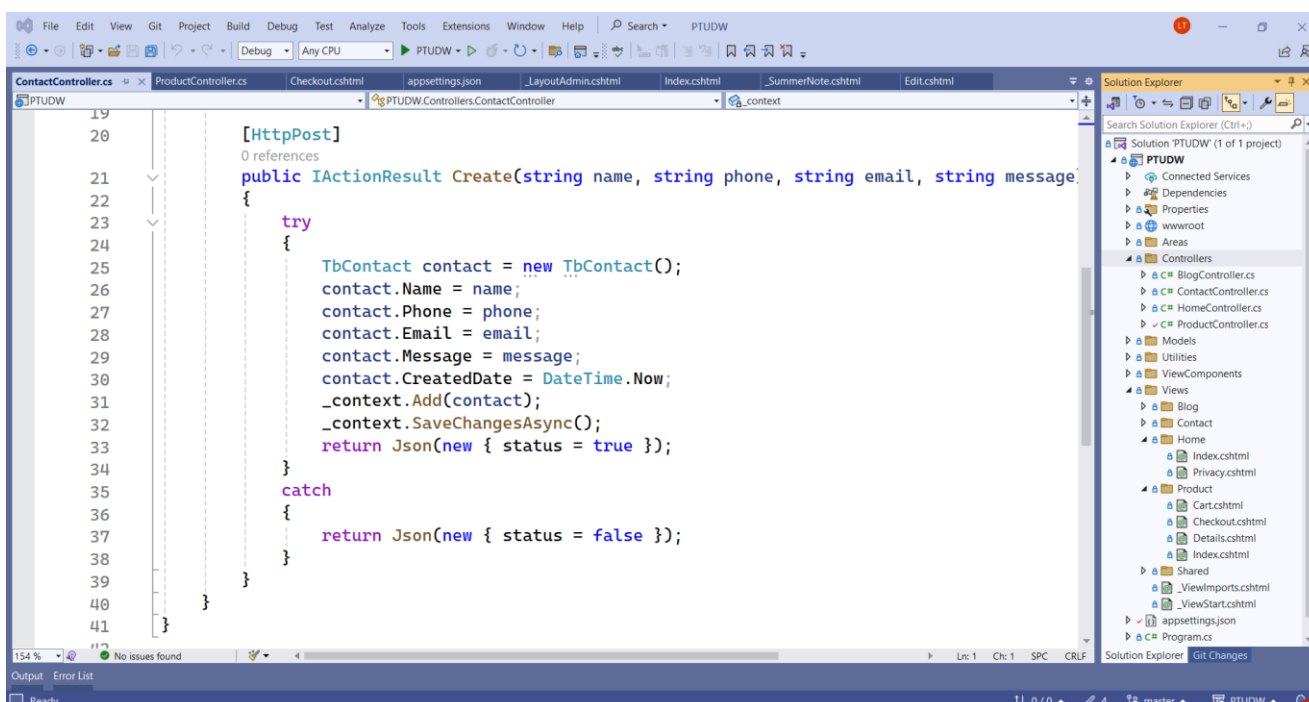 File Edit View Git Project Build Debug Test Analyze Tools Extensions Window Help Search PTUDW LT
Debug Any CPU PTUDW
ContactController.cs ProductController.cs Checkout.cshtml appsettings.json _LayoutAdmin.cshtml Index.cshtml _SummerNote.cshtml Edit.cshtml
PTUDW PTUDW.Controllers.ContactController _context
19
20 [HttpPost]
0 references
21 public IActionResult Create(string name, string phone, string email, string message)
22 {
23 try
24 {
25 TbContact contact = new TbContact();
26 contact.Name = name;
27 contact.Phone = phone;
28 contact.Email = email;
29 contact.Message = message;
30 contact.CreatedDate = DateTime.Now;
31 _context.Add(contact);
32 _context.SaveChangesAsync();
33 return Json(new { status = true });
34 }
35 catch
36 {
37 return Json(new { status = false });
38 }
39 }
40 }
41 }
42
154 % No issues found Ln: 1 Ch: 1 SPC CRLF
Output Error List
Ready 0 / 0 4 master PTUDW
Solution Explorer
Search Solution Explorer (Ctrl+;)
Solution 'PTUDW' (1 of 1 project)
PTUDW
Connected Services
Dependencies
Properties
wwwroot
Areas
Controllers
C# BlogController.cs
C# ContactController.cs
C# HomeController.cs
C# ProductController.cs
Models
Utilities
ViewComponents
Views
Blog
Contact
Home
Index.cshtml
Privacy.cshtml
Product
Cart.cshtml
Checkout.cshtml
Details.cshtml
Index.cshtml
Shared
_ViewImports.cshtml
_ViewStart.cshtml
appsettings.json
C# Program.cs
Solution Explorer Git Changes